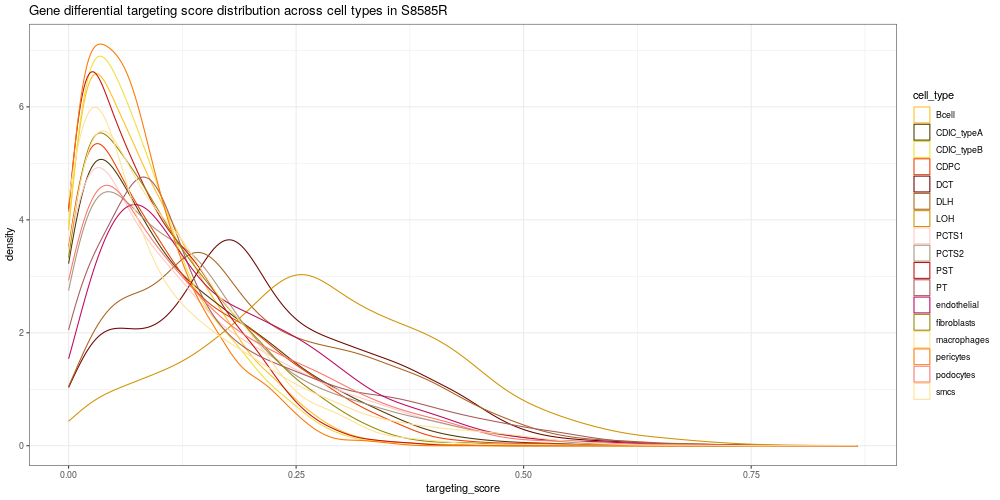 Gene differential targeting score distribution across cell types in S8585R
density
6
4
2
0
0.00
0.25
0.50
0.75
targeting_score
cell_type
Bcell
CDIC_typeA
CDIC_typeB
CDPC
DCT
DLH
LOH
PCTS1
PCTS2
PST
PT
endothelial
fibroblasts
macrophages
pericytes
podocytes
smcs